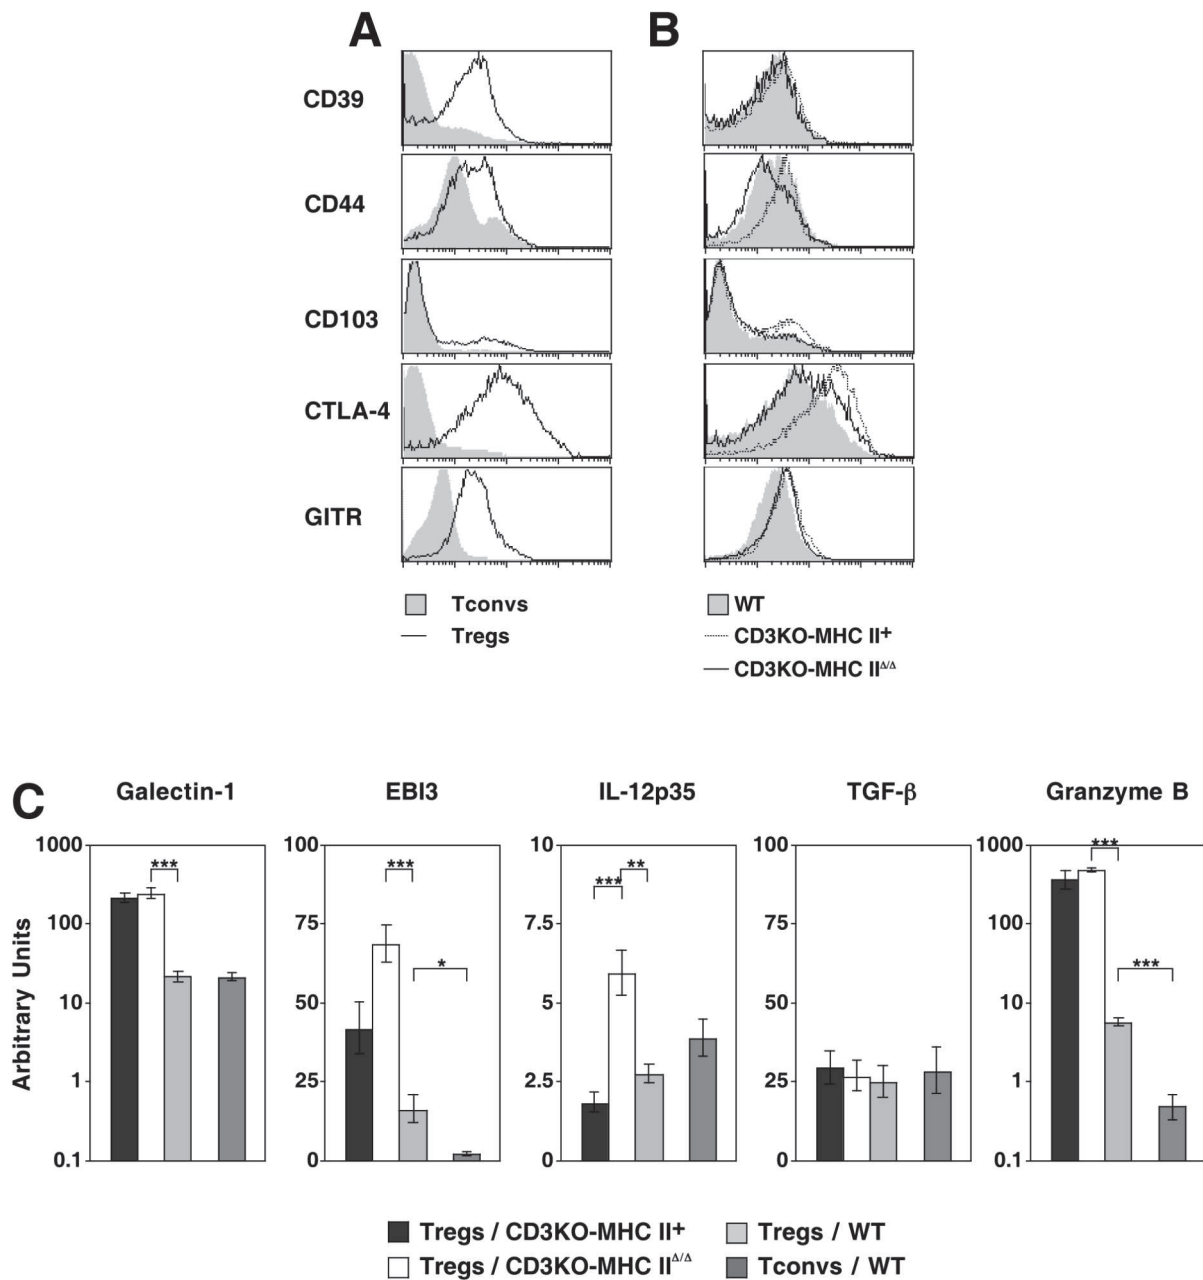 A B
CD39
CD44
CD103
CTLA-4
GITR
Tconvs
Tregs
WT
CD3KO-MHC II+
CD3KO-MHC IIΔ/Δ
C
Galectin-1 EBI3 IL-12p35 TGF-β Granzyme B
Arbitrary Units
1000 100 10 1000
*** *** ** *** ***
100 75 7.5 75 100
* ***
10 50 5 50 10
1 25 2.5 25 1
0.1 0 0 0 0.1
Tregs / CD3KO-MHC II+ Tregs / WT
Tregs / CD3KO-MHC IIΔ/Δ Tconvs / WT